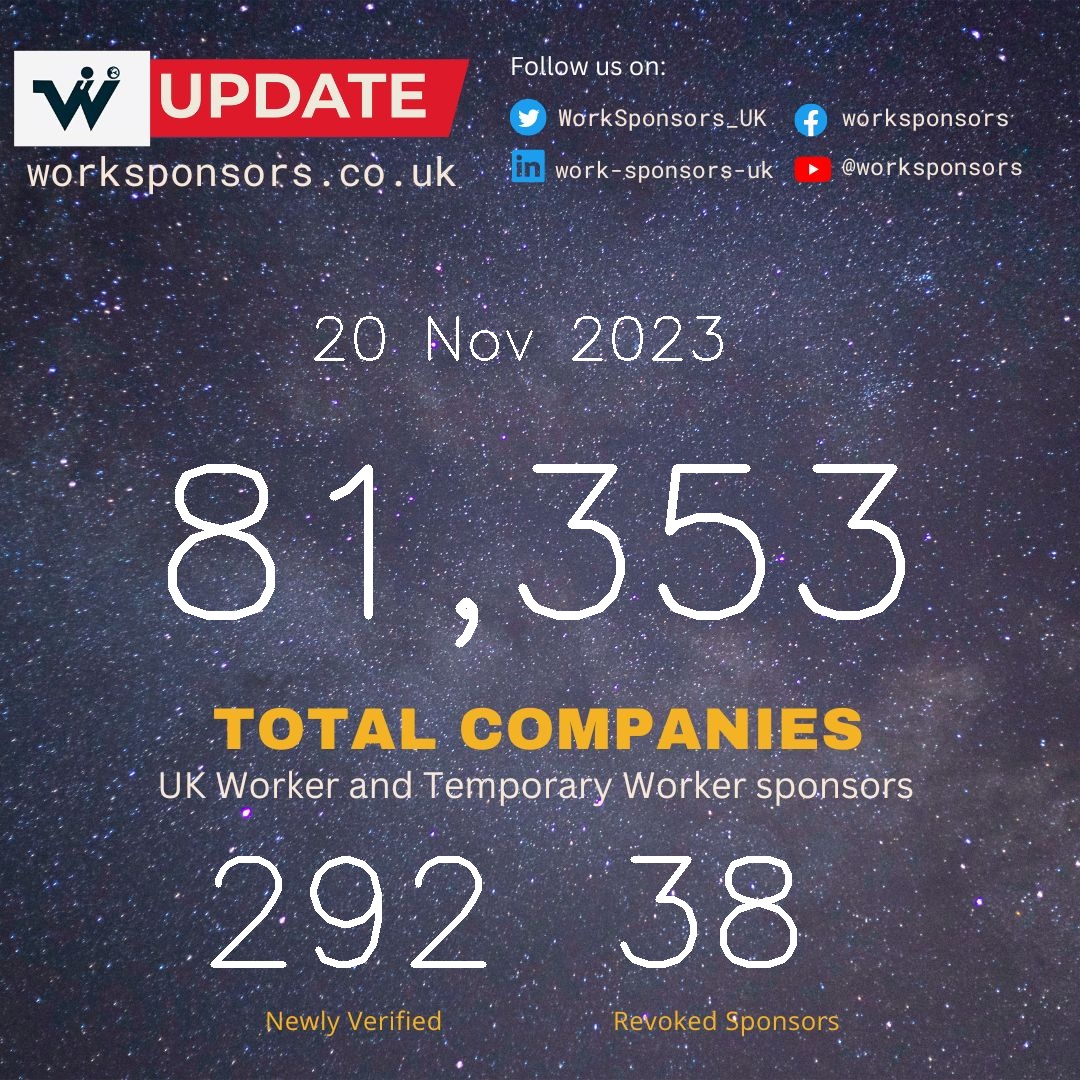 UPDATE
worksponsors.co.uk
Follow us on:
WorkSponsors_UK
worksponsors
work-sponsors-uk
@worksponsors
20 Nov 2023
81,353
TOTAL COMPANIES
UK Worker and Temporary Worker sponsors
292 38
Newly Verified Revoked Sponsors